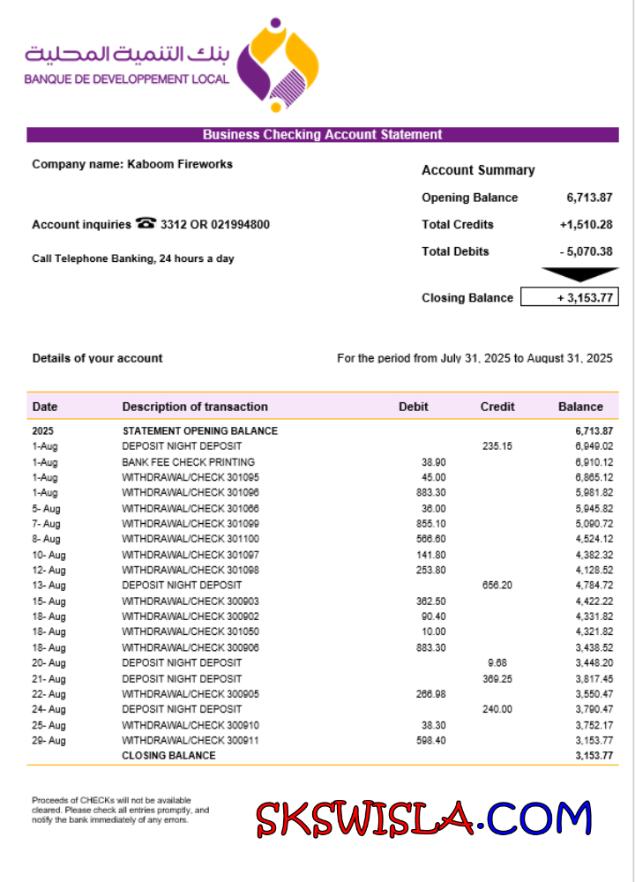 بنك التنمية المحلية
BANQUE DE DEVELOPPEMENT LOCAL
Business Checking Account Statement
Company name: Kaboom Fireworks
Account inquiries ☎ 3312 OR 021994800
Call Telephone Banking, 24 hours a day
Account Summary
Opening Balance 6,713.87
Total Credits +1,510.28
Total Debits - 5,070.38
Closing Balance + 3,153.77
Details of your account For the period from July 31, 2025 to August 31, 2025
Date Description of transaction Debit Credit Balance
2025 STATEMENT OPENING BALANCE 6,713.87
1-Aug DEPOSIT NIGHT DEPOSIT 235.15 6,949.02
1-Aug BANK FEE CHECK PRINTING 38.90 6,910.12
1-Aug WITHDRAWAL/CHECK 301095 45.00 6,865.12
1-Aug WITHDRAWAL/CHECK 301096 883.30 5,981.82
5- Aug WITHDRAWAL/CHECK 301066 36.00 5,945.82
7- Aug WITHDRAWAL/CHECK 301099 855.10 5,090.72
8- Aug WITHDRAWAL/CHECK 301100 566.60 4,524.12
10- Aug WITHDRAWAL/CHECK 301097 141.80 4,382.32
12- Aug WITHDRAWAL/CHECK 301098 253.80 4,128.52
13- Aug DEPOSIT NIGHT DEPOSIT 656.20 4,784.72
15- Aug WITHDRAWAL/CHECK 300903 362.50 4,422.22
18- Aug WITHDRAWAL/CHECK 300902 90.40 4,331.82
18- Aug WITHDRAWAL/CHECK 301050 10.00 4,321.82
18- Aug WITHDRAWAL/CHECK 300906 883.30 3,438.52
20- Aug DEPOSIT NIGHT DEPOSIT 9.68 3,448.20
21- Aug DEPOSIT NIGHT DEPOSIT 369.25 3,817.45
22- Aug WITHDRAWAL/CHECK 300905 266.98 3,550.47
24- Aug DEPOSIT NIGHT DEPOSIT 240.00 3,790.47
25- Aug WITHDRAWAL/CHECK 300910 38.30 3,752.17
29- Aug WITHDRAWAL/CHECK 300911 598.40 3,153.77
CLOSING BALANCE 3,153.77
Proceeds of CHECKs will not be available
cleared. Please check all entries promptly, and
notify the bank immediately of any errors.
SKSWISLA.COM